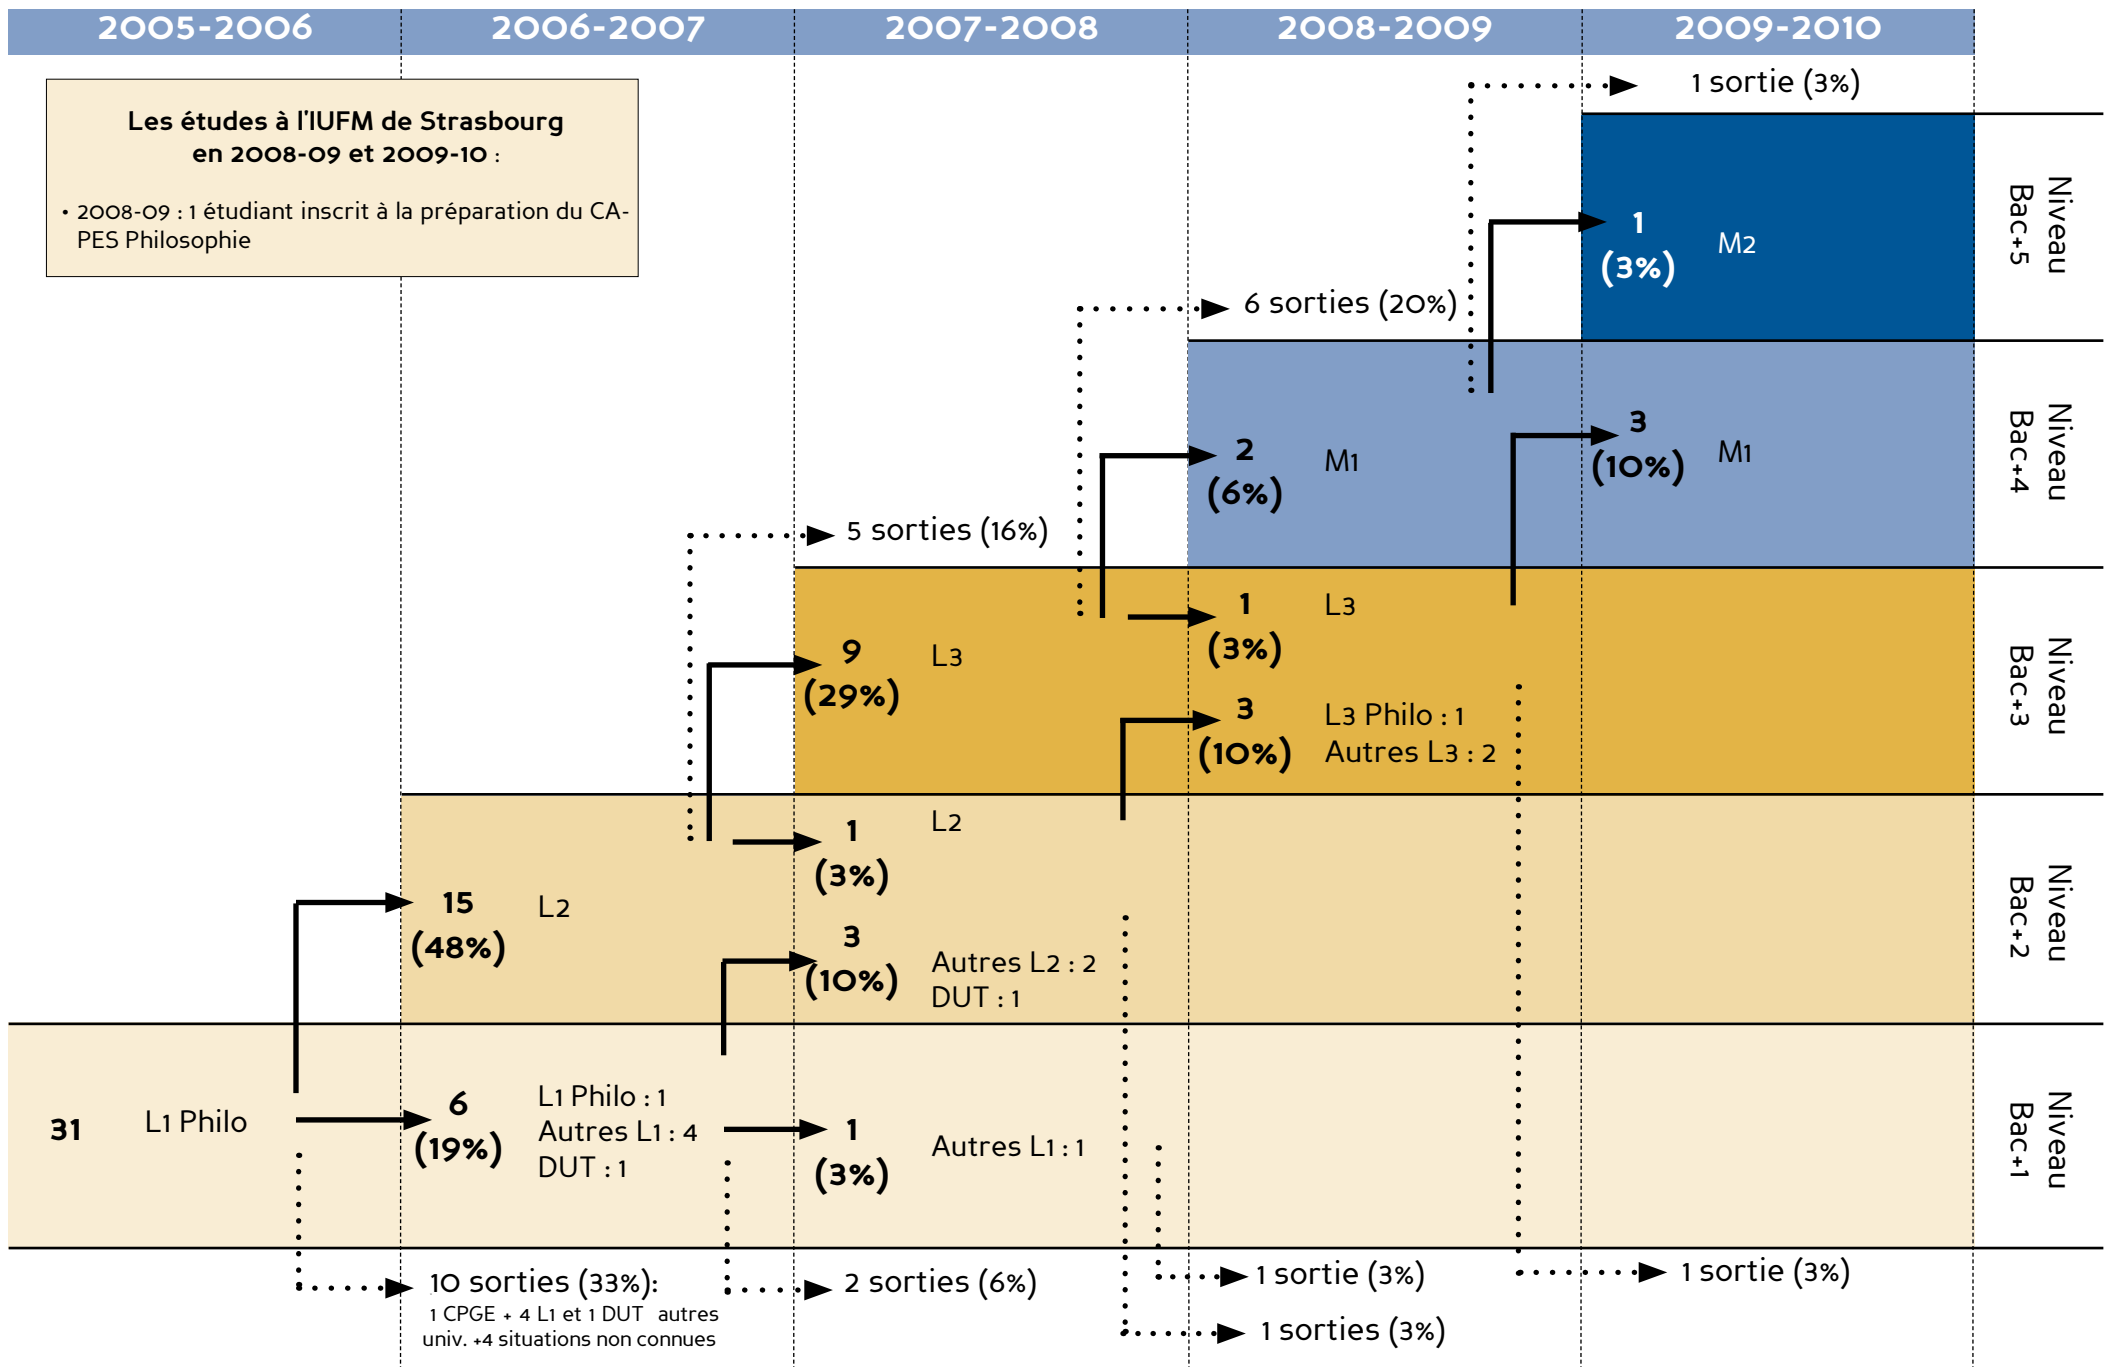 2005-2006 2006-2007 2007-2008 2008-2009 2009-2010
Les études à l'IUFM de Strasbourg
en 2008-09 et 2009-10 :
• 2008-09 : 1 étudiant inscrit à la préparation du CA-
PES Philosophie
1 sortie (3%)
1
(3%)
M2
Niveau
Bac+5
6 sorties (20%)
2
(6%)
M1
3
(10%)
M1
Niveau
Bac+4
5 sorties (16%)
9
(29%)
L3
1
(3%)
L3
3
(10%)
L3 Philo : 1
Autres L3 : 2
Niveau
Bac+3
15
(48%)
L2
1
(3%)
L2
3
(10%)
Autres L2 : 2
DUT : 1
Niveau
Bac+2
31
L1 Philo
6
(19%)
L1 Philo : 1
Autres L1 : 4
DUT : 1
1
(3%)
Autres L1 : 1
Niveau
Bac+1
10 sorties (33%):
1 CPGE + 4 L1 et 1 DUT autres
univ. +4 situations non connues
2 sorties (6%)
1 sortie (3%)
1 sorties (3%)
1 sortie (3%)